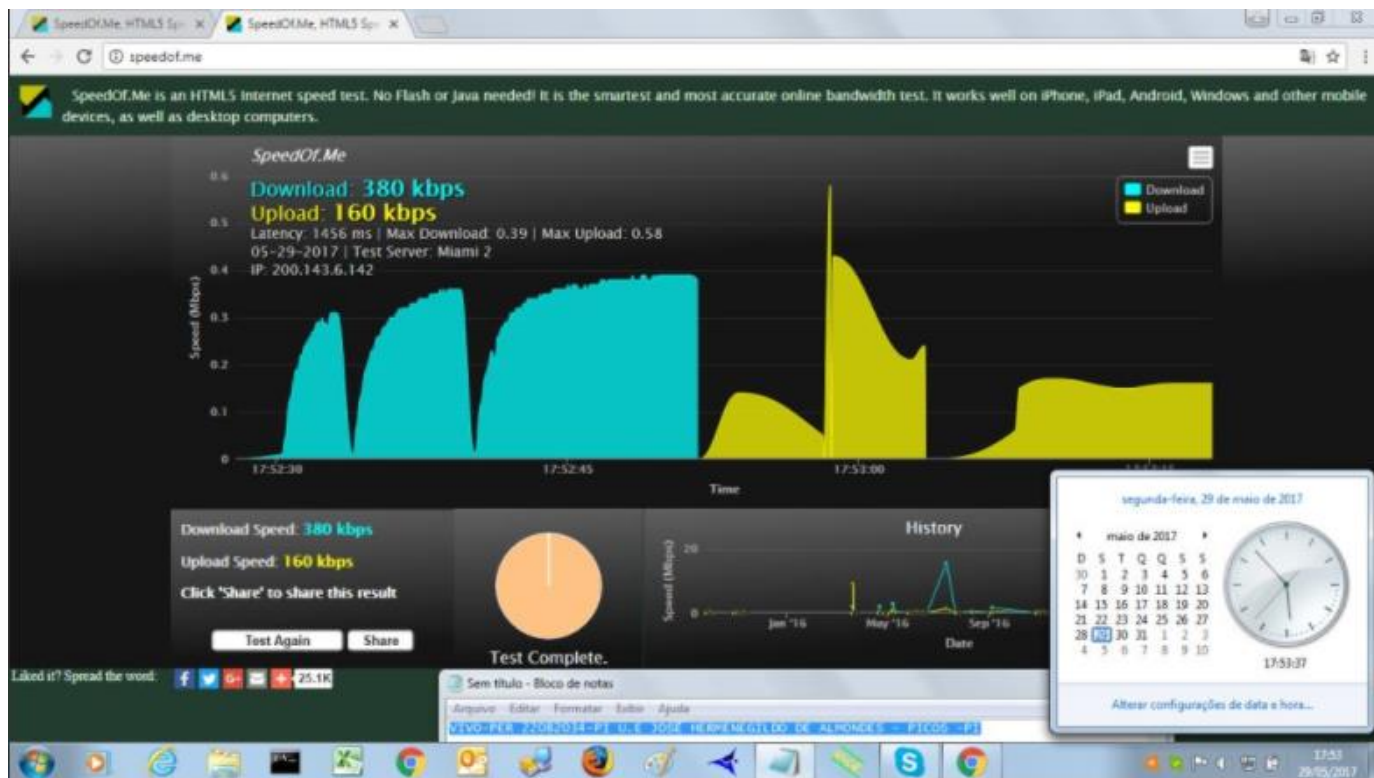 SpeedOf.Me, HTML5 Sp
SpeedOf.Me, HTML5 Sp
speedof.me
SpeedOf.Me is an HTML5 Internet speed test. No Flash or Java needed! It is the smartest and most accurate online bandwidth test. It works well on iPhone, iPad, Android, Windows and other mobile
devices, as well as desktop computers.
SpeedOf.Me
Download: 380 kbps
Upload: 160 kbps
Latency: 1456 ms | Max Download: 0.39 | Max Upload: 0.58
05-29-2017 | Test Server: Miami 2
IP: 200.143.6.142
Download
Upload
0.6
0.5
0.4
0.3
0.2
0.1
0
Speed (Mbps)
17:52:30 17:52:45 17:53:00
Time
Download Speed: 380 kbps
Upload Speed: 160 kbps
Click 'Share' to share this result
Test Again Share
Test Complete.
History
Speed (Mbps)
20
0
Jan '16 May '16 Sep '16
Date
segunda-feira, 29 de maio de 2017
maio de 2017
D S T Q Q S S
30 1 2 3 4 5 6
7 8 9 10 11 12 13
14 15 16 17 18 19 20
21 22 23 24 25 26 27
28 29 30 31 1 2 3
4 5 6 7 8 9 10
17:53:37
Alterar configurações de data e hora...
Liked it? Spread the word:
25.1K
Sem título - Bloco de notas
Arquivo Editar Formatar Exibir Ajuda
VIVO-PER 22082034-PI U.E JOSE HERMENEGILDO DE ALMONDES - PICOS -PI
17:53
29/05/2017